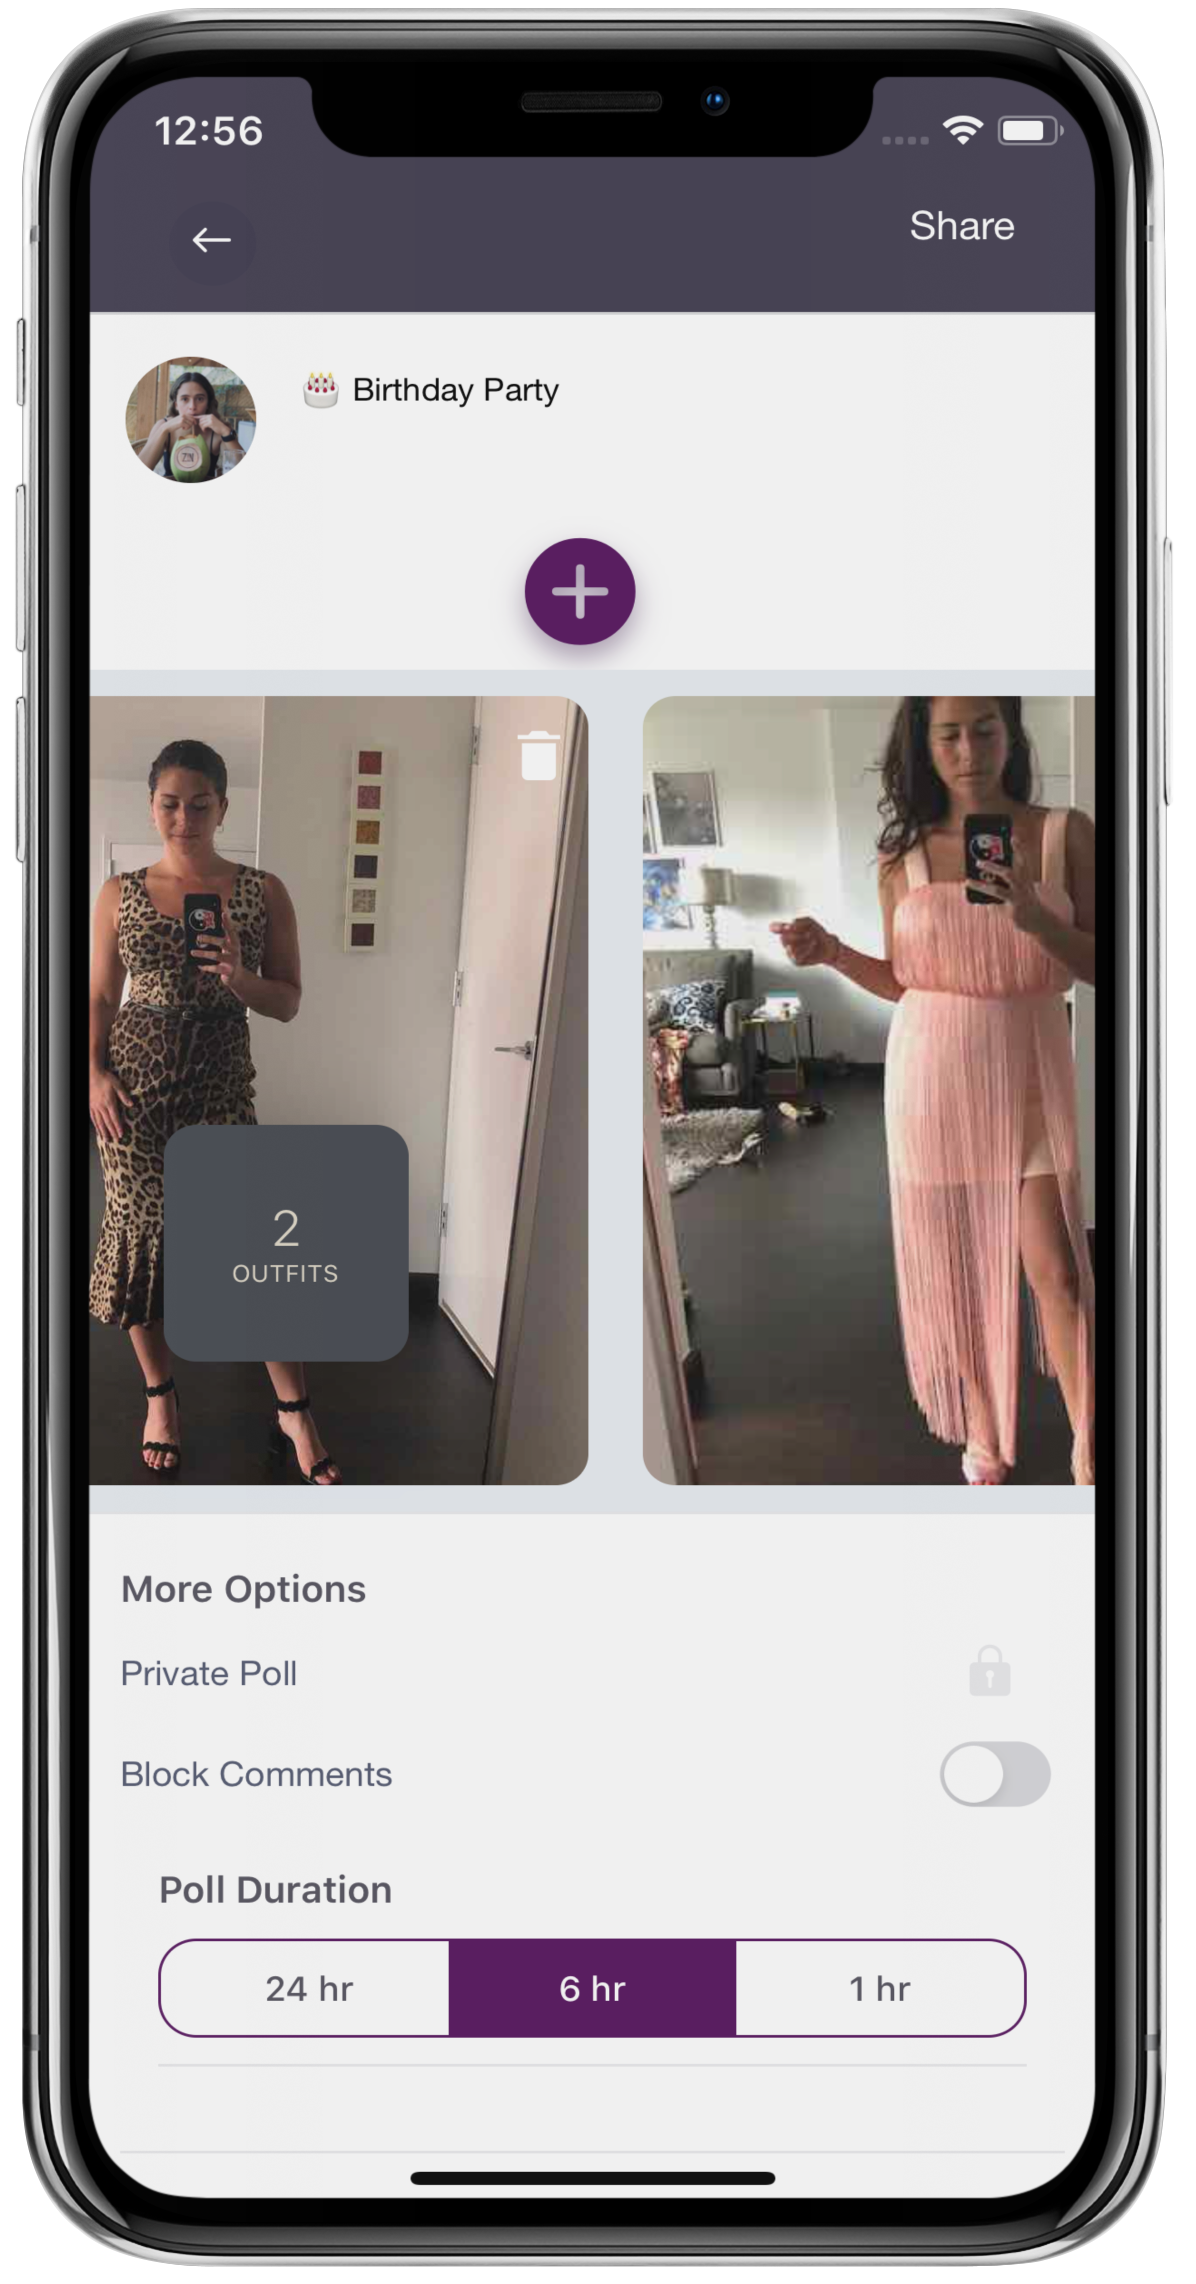 12:56
Share
Birthday Party
2
OUTFITS
More Options
Private Poll
Block Comments
Poll Duration
24 hr
6 hr
1 hr